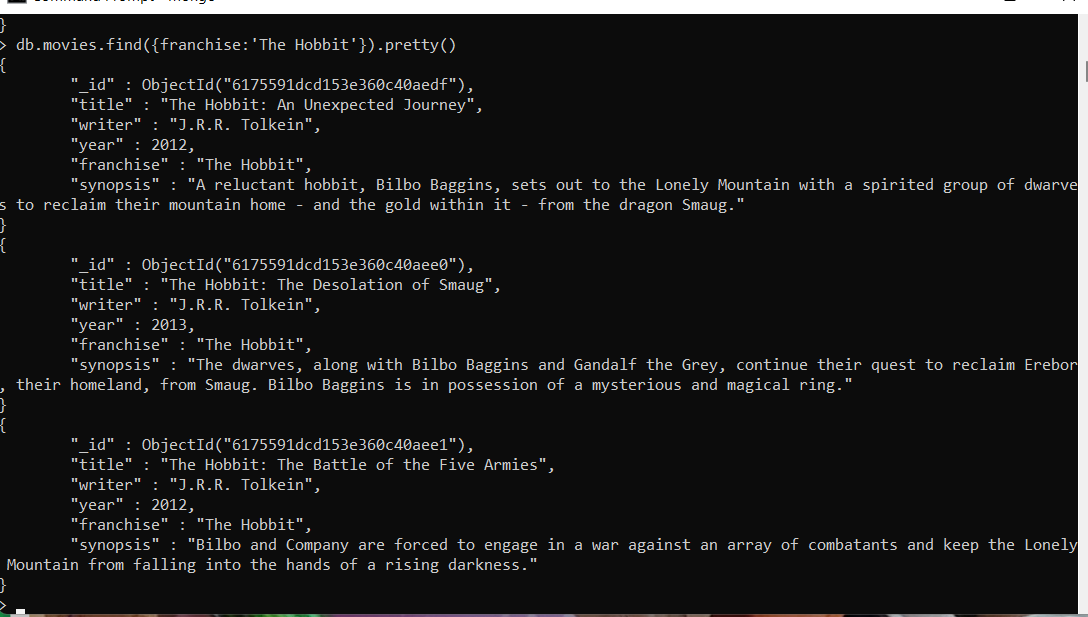 }
> db.movies.find({franchise:'The Hobbit'}).pretty()
{
"_id" : ObjectId("6175591dcd153e360c40aedf"),
"title" : "The Hobbit: An Unexpected Journey",
"writer" : "J.R.R. Tolkein",
"year" : 2012,
"franchise" : "The Hobbit",
"synopsis" : "A reluctant hobbit, Bilbo Baggins, sets out to the Lonely Mountain with a spirited group of dwarve
s to reclaim their mountain home - and the gold within it - from the dragon Smaug."
}
{
"_id" : ObjectId("6175591dcd153e360c40aee0"),
"title" : "The Hobbit: The Desolation of Smaug",
"writer" : "J.R.R. Tolkein",
"year" : 2013,
"franchise" : "The Hobbit",
"synopsis" : "The dwarves, along with Bilbo Baggins and Gandalf the Grey, continue their quest to reclaim Erebor
, their homeland, from Smaug. Bilbo Baggins is in possession of a mysterious and magical ring."
}
{
"_id" : ObjectId("6175591dcd153e360c40aee1"),
"title" : "The Hobbit: The Battle of the Five Armies",
"writer" : "J.R.R. Tolkein",
"year" : 2012,
"franchise" : "The Hobbit",
"synopsis" : "Bilbo and Company are forced to engage in a war against an array of combatants and keep the Lonely
Mountain from falling into the hands of a rising darkness."
}
>